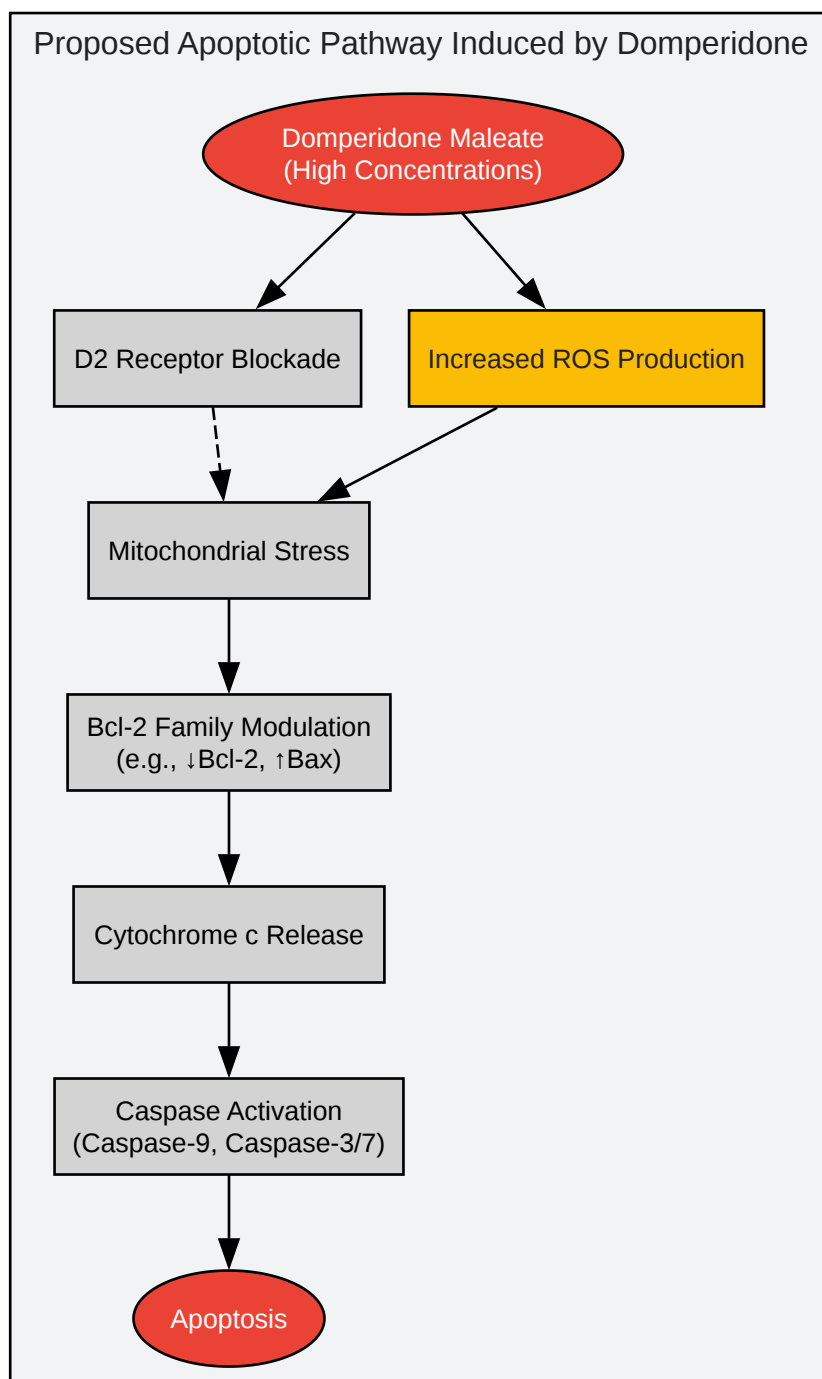 Proposed Apoptotic Pathway Induced by Domperidone
Domperidone Maleate
(High Concentrations)
D2 Receptor Blockade
Increased ROS Production
Mitochondrial Stress
Bcl-2 Family Modulation
(e.g., ↓Bcl-2, ↑Bax)
Cytochrome c Release
Caspase Activation
(Caspase-9, Caspase-3/7)
Apoptosis